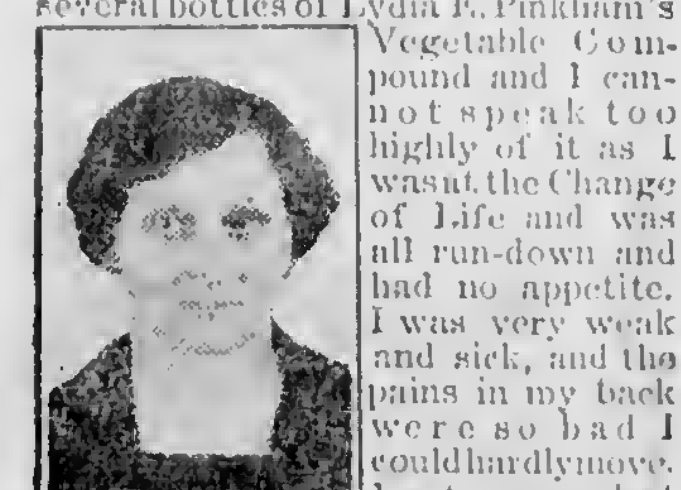 several bottles of Lydia E. Pinkham's
Vegetable Com-
pound and I can-
not speak too
highly of it as I
was at the Change
of Life and was
all run-down and
had no appetite.
I was very weak
and sick, and the
pains in my back
were so bad I
could hardly move.